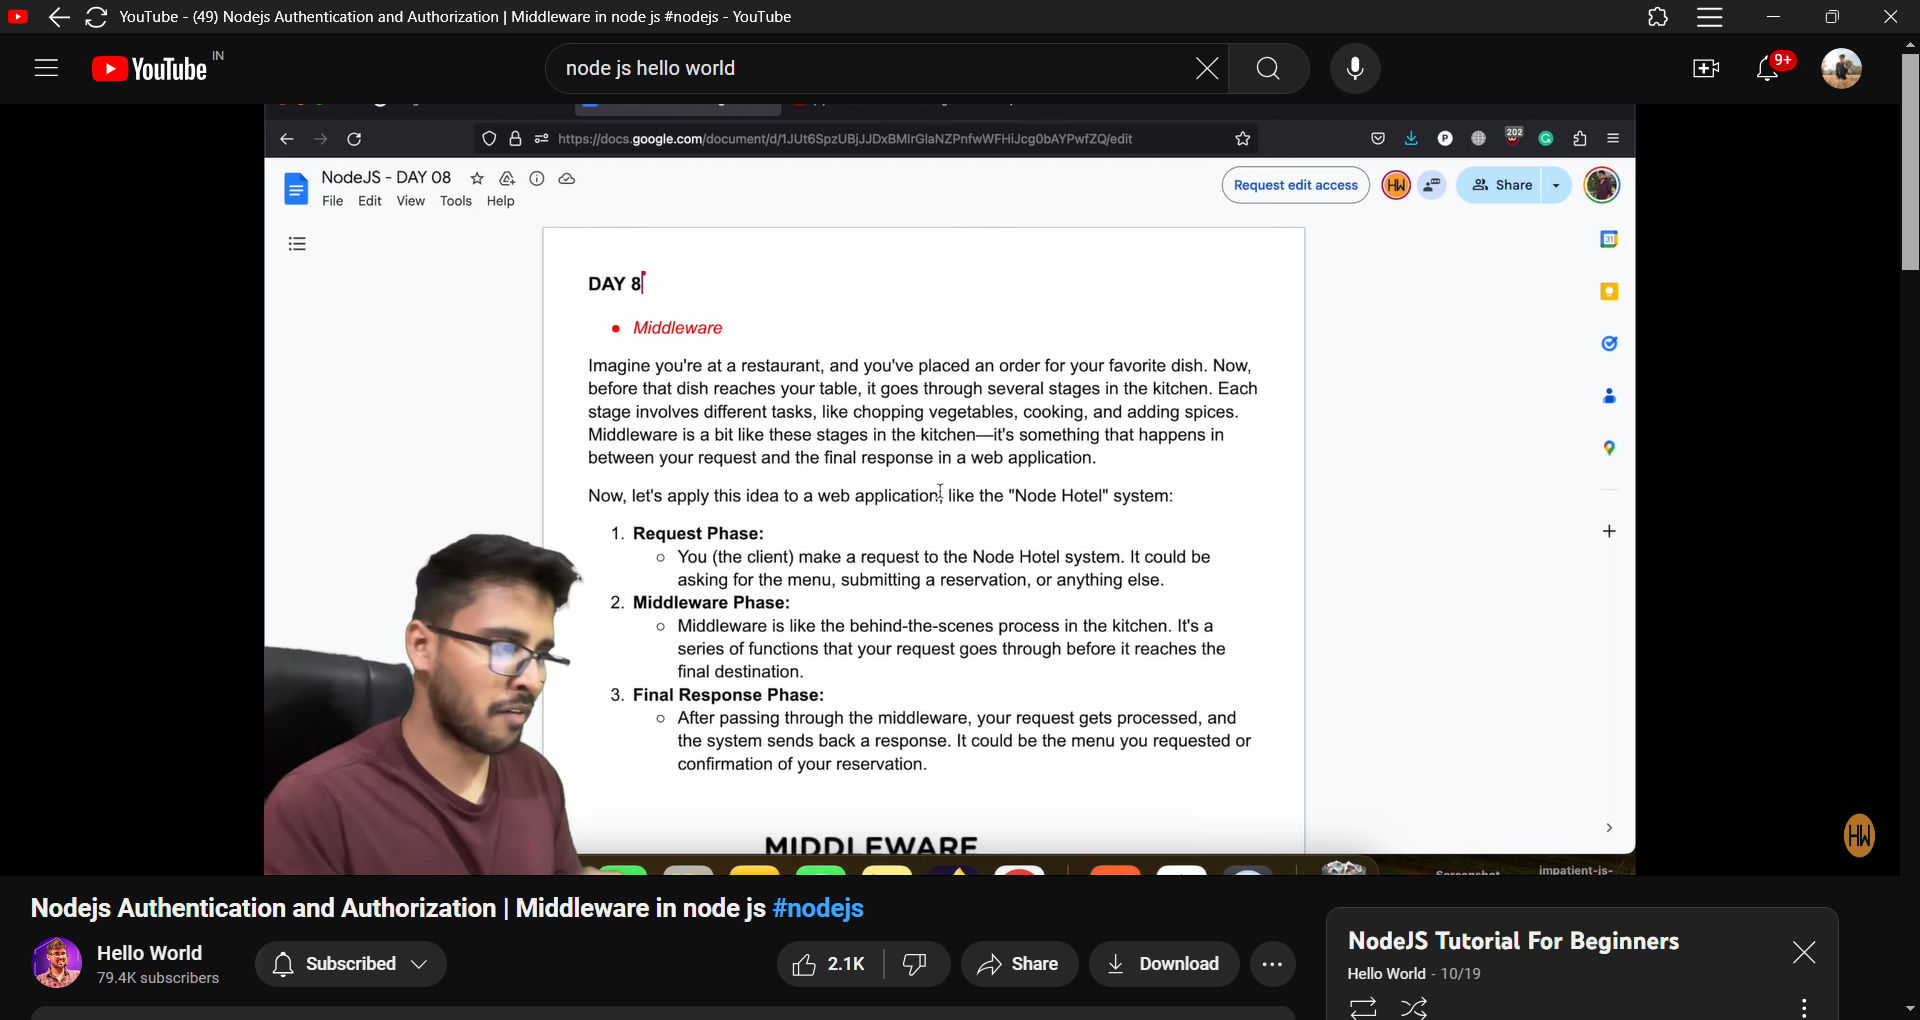 YouTube - (49) Nodejs Authentication and Authorization | Middleware in node js #nodejs - YouTube
YouTube IN
node js hello world
9+
https://docs.google.com/document/d/1JUt6SpzUBjJJDxBMIrGlaNZPnfwWFHiJcg0bAYPwfZQ/edit
P
202
NodeJS - DAY 08
File Edit View Tools Help
Request edit access
HW
Share
31
DAY 8
• Middleware
Imagine you're at a restaurant, and you've placed an order for your favorite dish. Now,
before that dish reaches your table, it goes through several stages in the kitchen. Each
stage involves different tasks, like chopping vegetables, cooking, and adding spices.
Middleware is a bit like these stages in the kitchen—it's something that happens in
between your request and the final response in a web application.
Now, let's apply this idea to a web application, like the "Node Hotel" system:
1. Request Phase:
○ You (the client) make a request to the Node Hotel system. It could be
asking for the menu, submitting a reservation, or anything else.
2. Middleware Phase:
○ Middleware is like the behind-the-scenes process in the kitchen. It's a
series of functions that your request goes through before it reaches the
final destination.
3. Final Response Phase:
○ After passing through the middleware, your request gets processed, and
the system sends back a response. It could be the menu you requested or
confirmation of your reservation.
MIDDLEWARE
HW
Screenshot
impatient-js-
Nodejs Authentication and Authorization | Middleware in node js #nodejs
Hello World
79.4K subscribers
Subscribed
2.1K
Share
Download
NodeJS Tutorial For Beginners
Hello World - 10/19